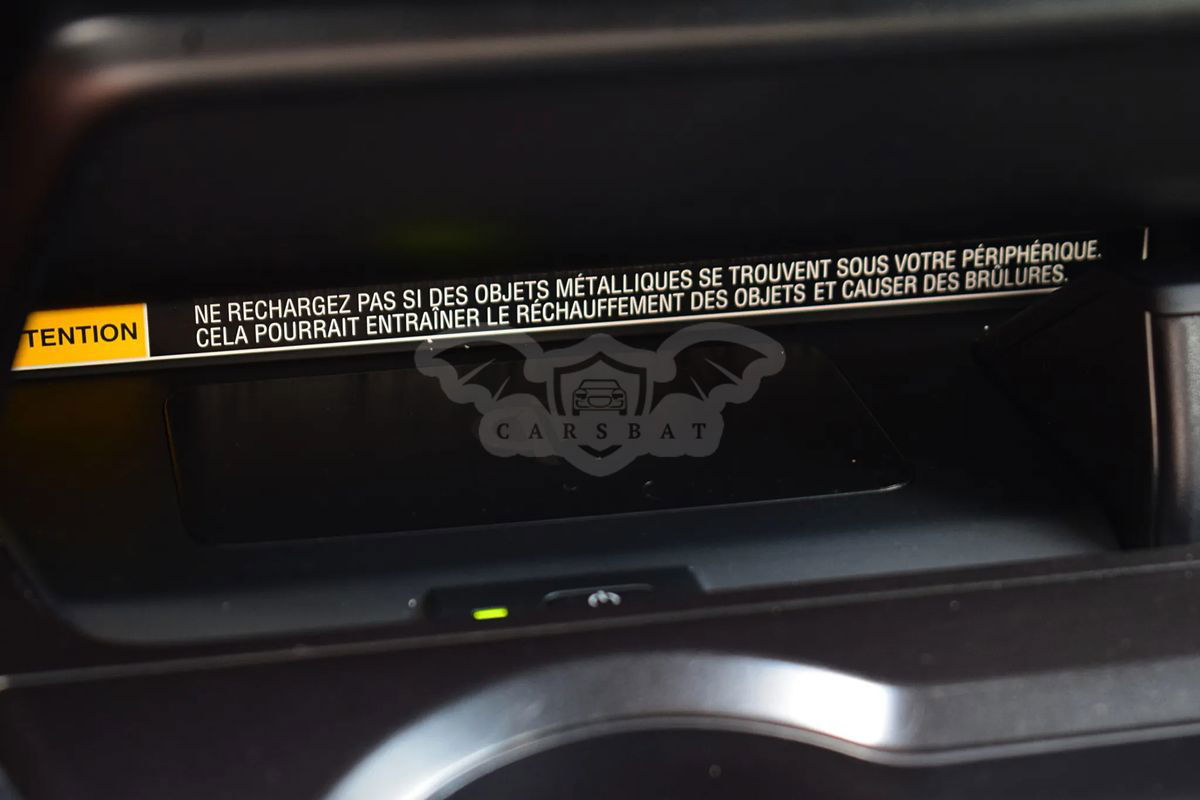 TENTION
NE RECHARGEZ PAS SI DES OBJETS MÉTALLIQUES SE TROUVENT SOUS VOTRE PÉRIPHÉRIQUE.
CELA POURRAIT ENTRAÎNER LE RÉCHAUFFEMENT DES OBJETS ET CAUSER DES BRÛLURES.
CARSBAT